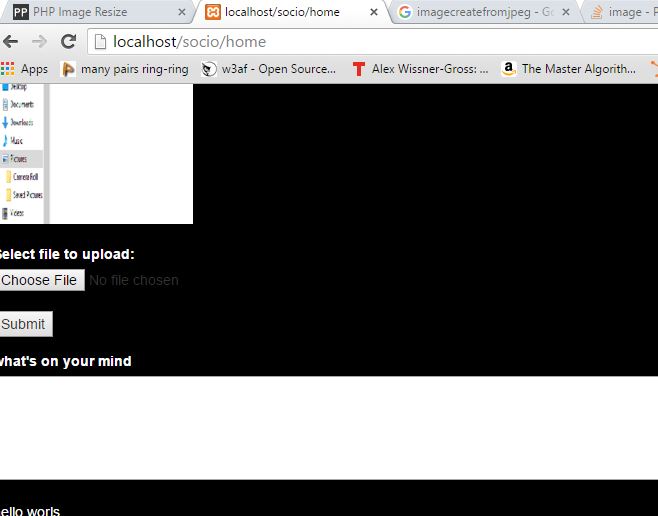 PHP Image Resize
localhost/socio/home
imagecreatefromjpeg - Go
image - P
localhost/socio/home
Apps
many pairs ring-ring
w3af - Open Source...
Alex Wissner-Gross: ...
The Master Algorith...
Desktop
Documents
Downloads
Music
Pictures
Camera Roll
Saved Pictures
Videos
Select file to upload:
Choose File No file chosen
Submit
what's on your mind
ello worls